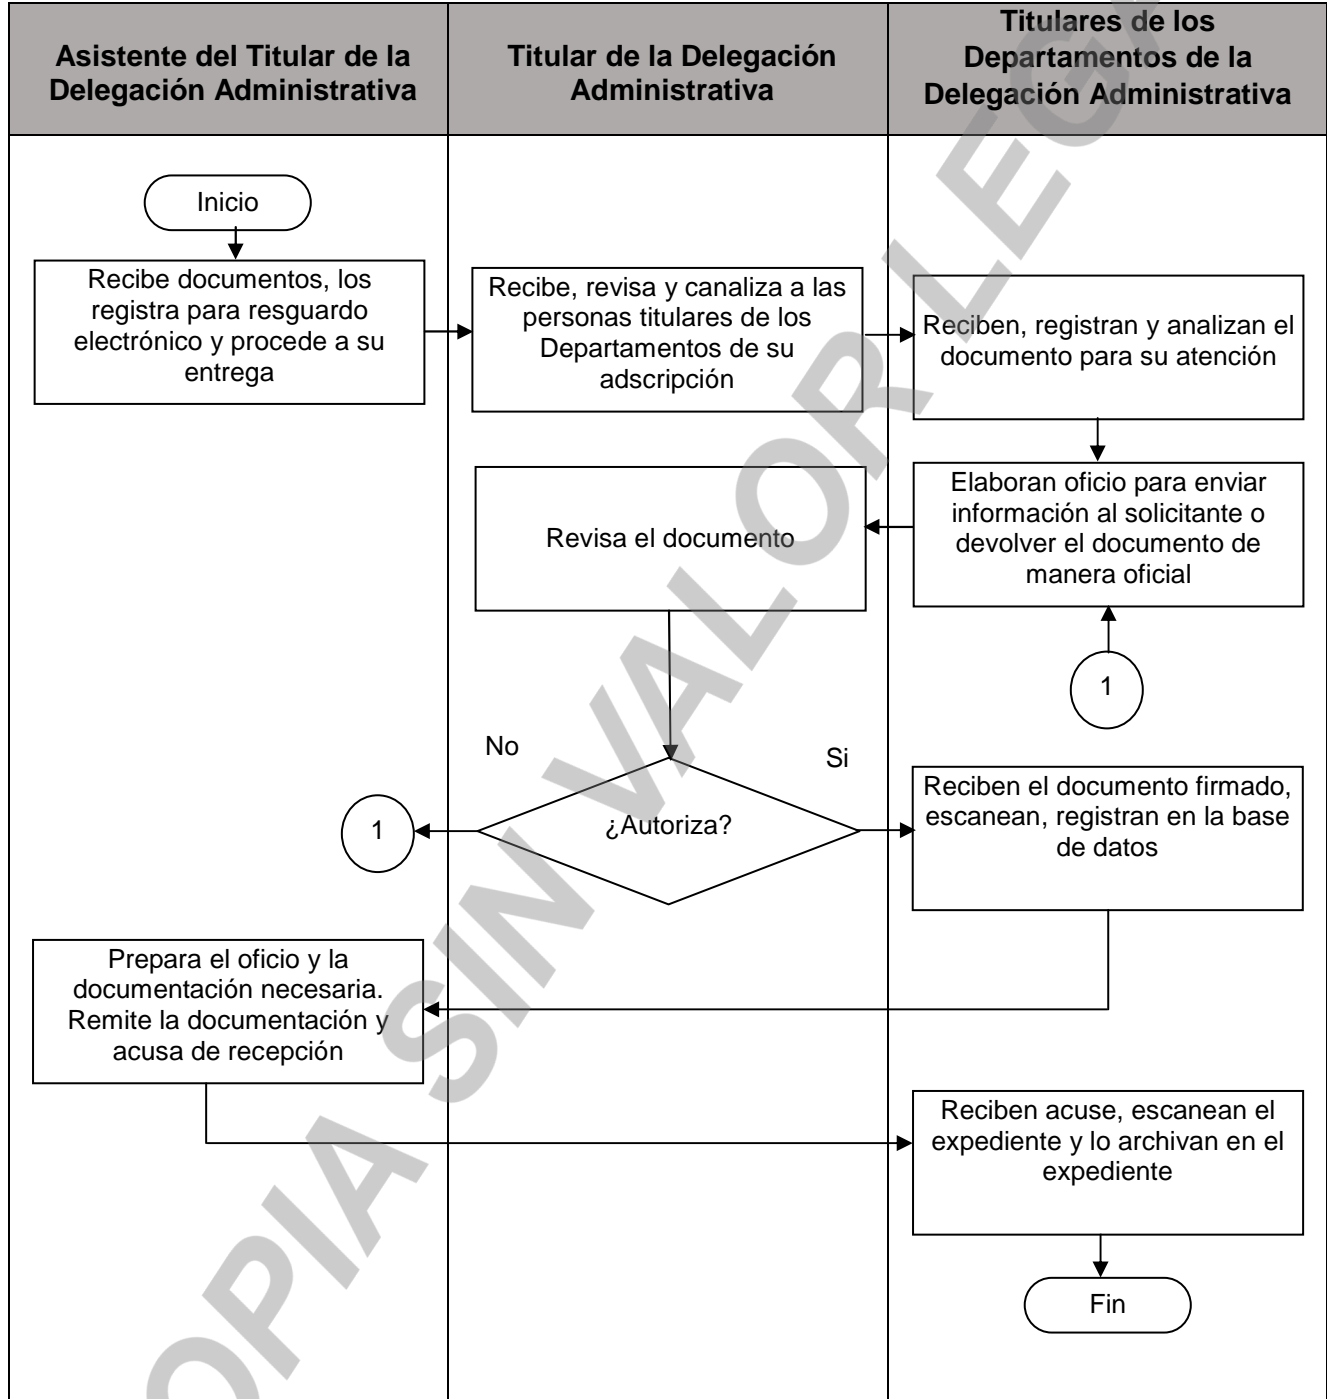 Asistente del Titular de la
Delegación Administrativa
Titular de la Delegación
Administrativa
Titulares de los
Departamentos de la
Delegación Administrativa
Inicio
Recibe documentos, los
registra para resguardo
electrónico y procede a su
entrega
Recibe, revisa y canaliza a las
personas titulares de los
Departamentos de su
adscripción
Reciben, registran y analizan el
documento para su atención
Elaboran oficio para enviar
información al solicitante o
devolver el documento de
manera oficial
Revisa el documento
1
No
Si
¿Autoriza?
1
Reciben el documento firmado,
escanean, registran en la base
de datos
Prepara el oficio y la
documentación necesaria.
Remite la documentación y
acusa de recepción
Reciben acuse, escanean el
expediente y lo archivan en el
expediente
Fin
OPIA SIN VALOR LEGA